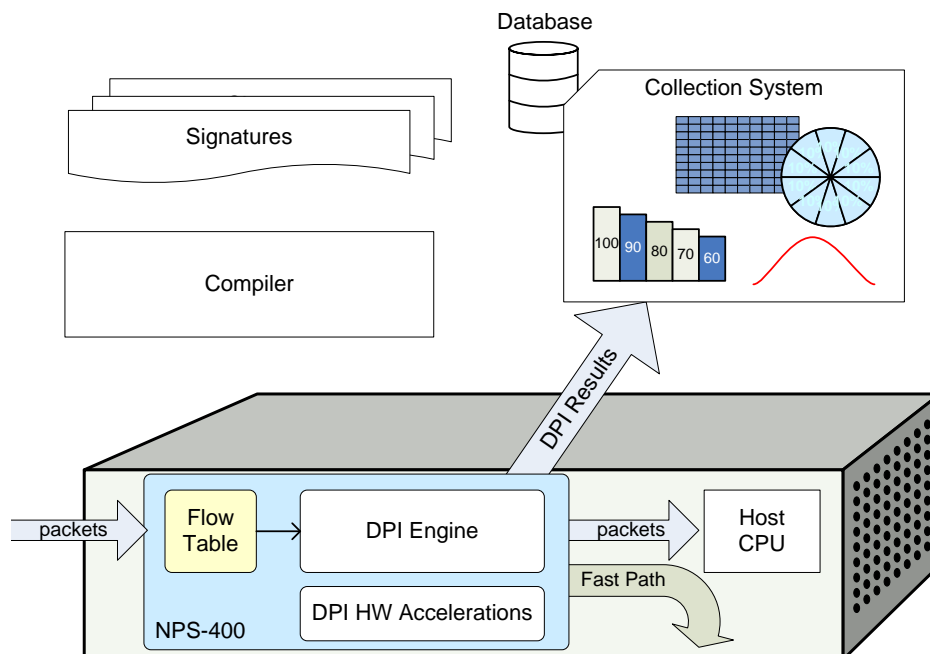 Database
Collection System
Signatures
100
90
80
70
60
Compiler
DPI Results
packets
Flow
Table
DPI Engine
packets
Host
CPU
Fast Path
DPI HW Accelerations
NPS-400